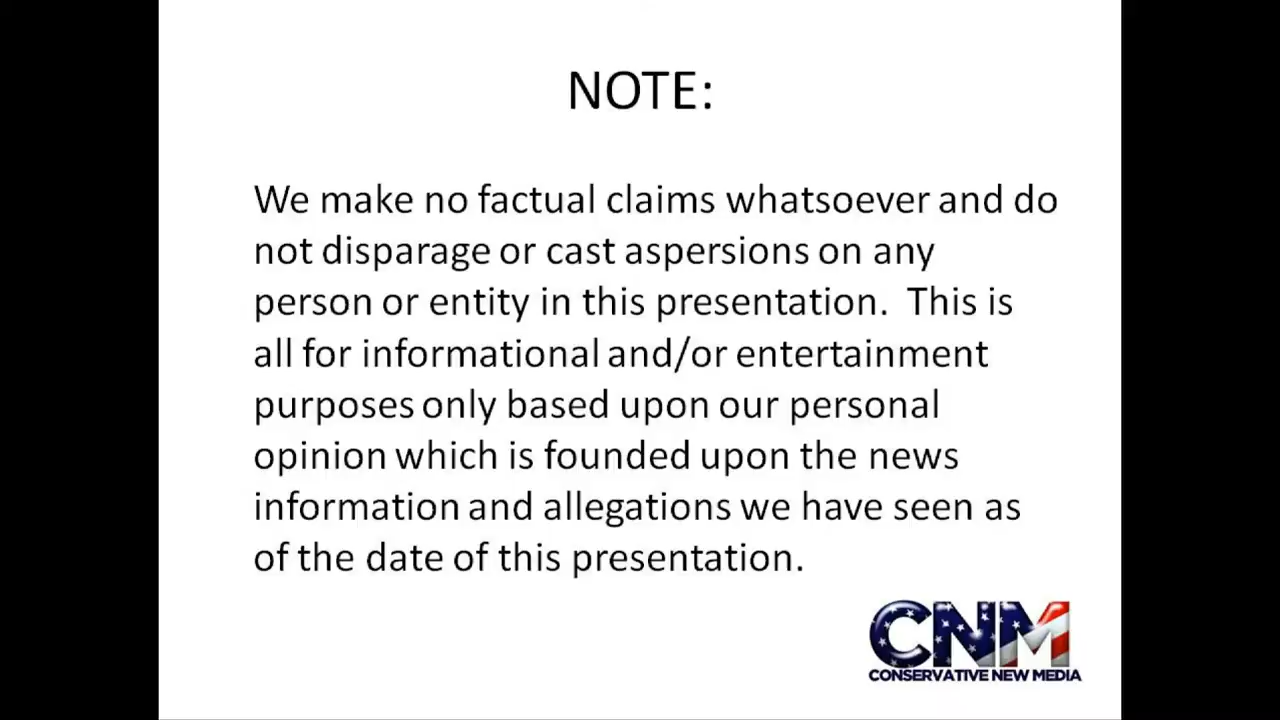 NOTE:
We make no factual claims whatsoever and do
not disparage or cast aspersions on any
person or entity in this presentation.  This is
all for informational and/or entertainment
purposes only based upon our personal
opinion which is founded upon the news
information and allegations we have seen as
of the date of this presentation.
CNM
CONSERVATIVE NEW MEDIA